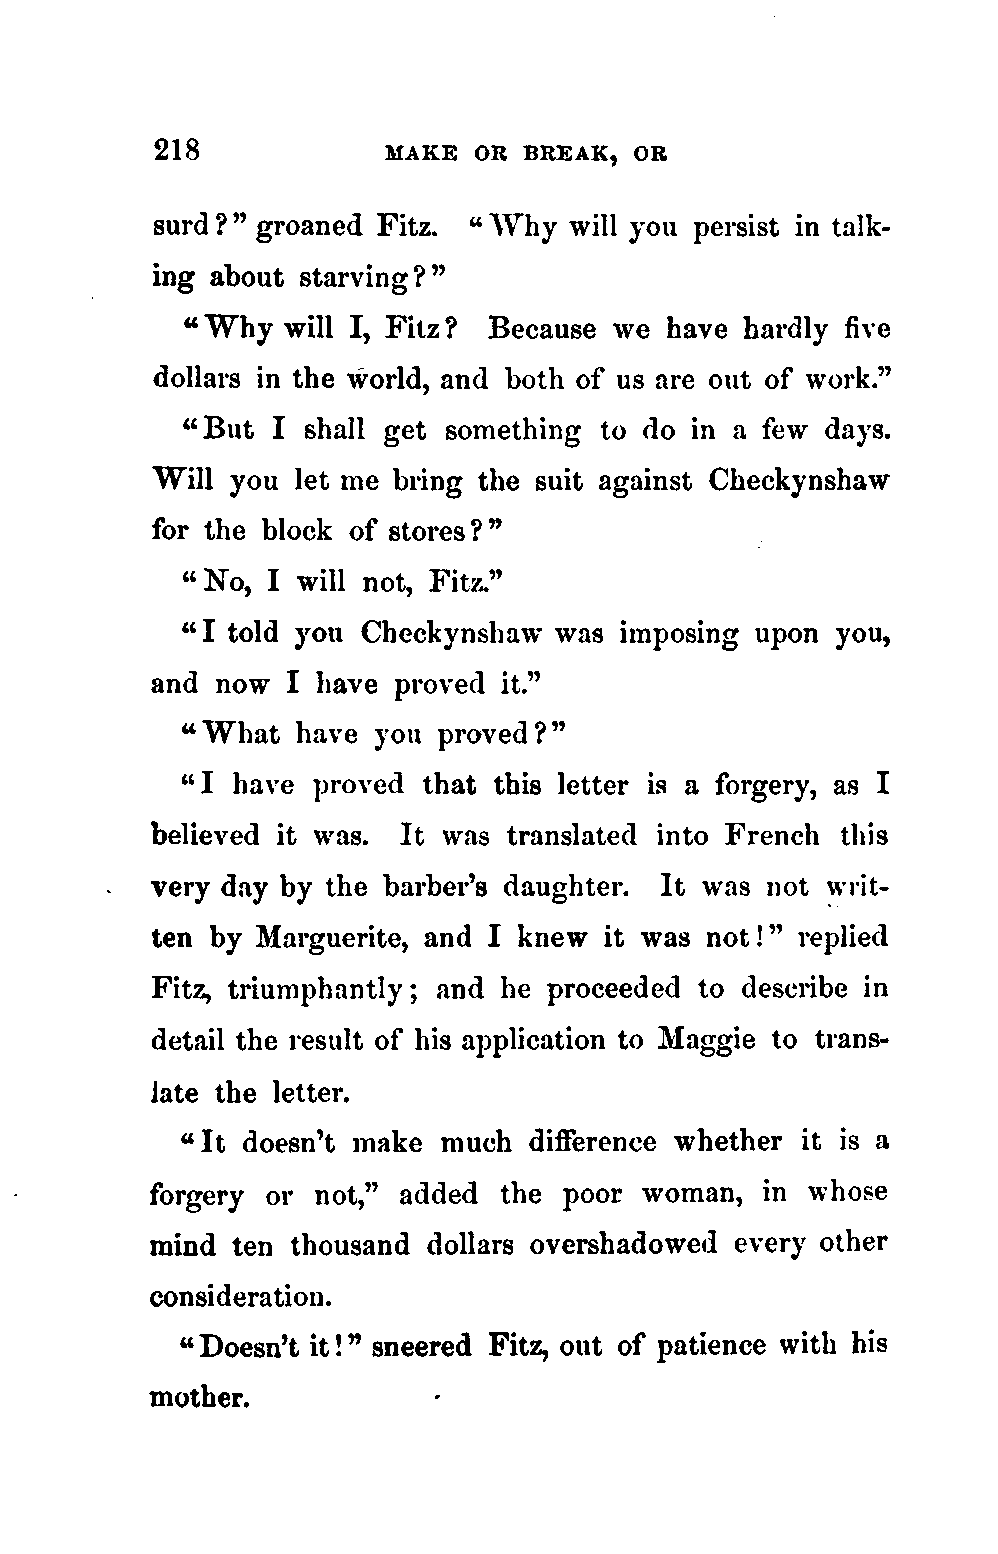 218 MAKE OR BREAK, OR
surd?" groaned Fitz. "Why will you persist in talk-
ing about starving?"
"Why will I, Fitz? Because we have hardly five
dollars in the world, and both of us are out of work."
"But I shall get something to do in a few days.
Will you let me bring the suit against Checkynshaw
for the block of stores?"
"No, I will not, Fitz."
"I told you Checkynshaw was imposing upon you,
and now I have proved it."
"What have you proved?"
"I have proved that this letter is a forgery, as I
believed it was. It was translated into French this
very day by the barber's daughter. It was not writ-
ten by Marguerite, and I knew it was not!" replied
Fitz, triumphantly; and he proceeded to describe in
detail the result of his application to Maggie to trans-
late the letter.
"It doesn't make much difference whether it is a
forgery or not," added the poor woman, in whose
mind ten thousand dollars overshadowed every other
consideration.
"Doesn't it!" sneered Fitz, out of patience with his
mother.